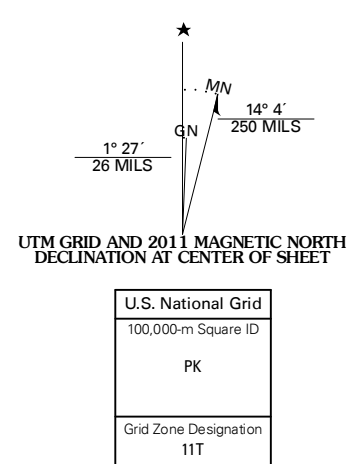 MN
GN
14° 4´
250 MILS
1° 27´
26 MILS
UTM GRID AND 2011 MAGNETIC NORTH
DECLINATION AT CENTER OF SHEET
U.S. National Grid
100,000-m Square ID
PK
Grid Zone Designation
11T